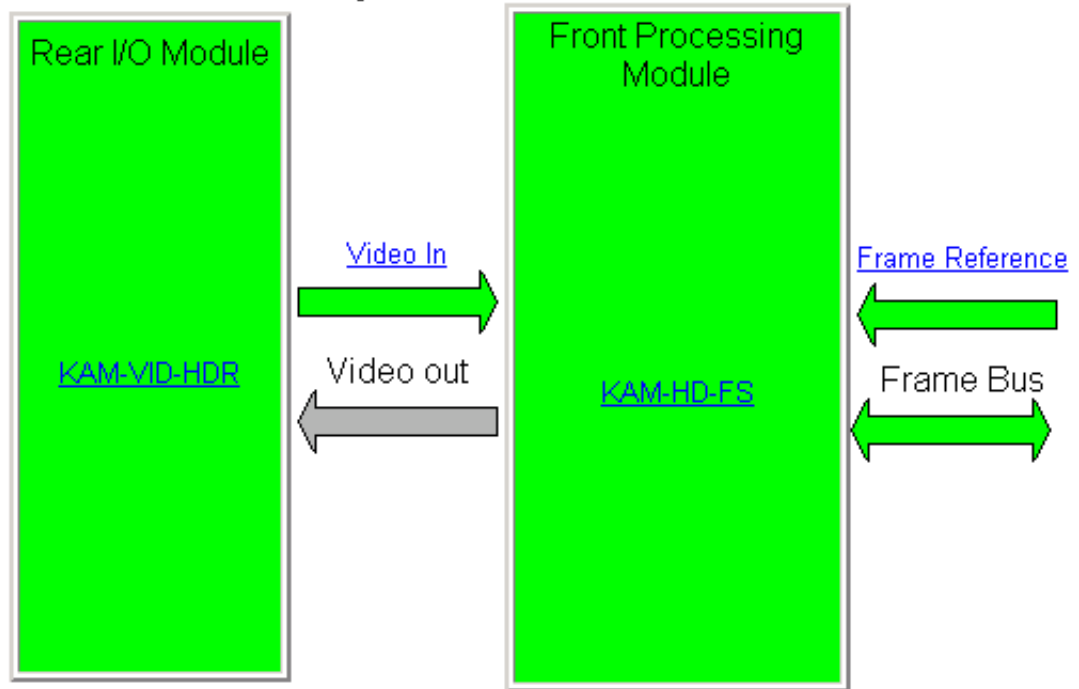 Rear I/O Module
Front Processing
Module
Video In
Frame Reference
KAM-VID-HDR
Video out
KAM-HD-FS
Frame Bus